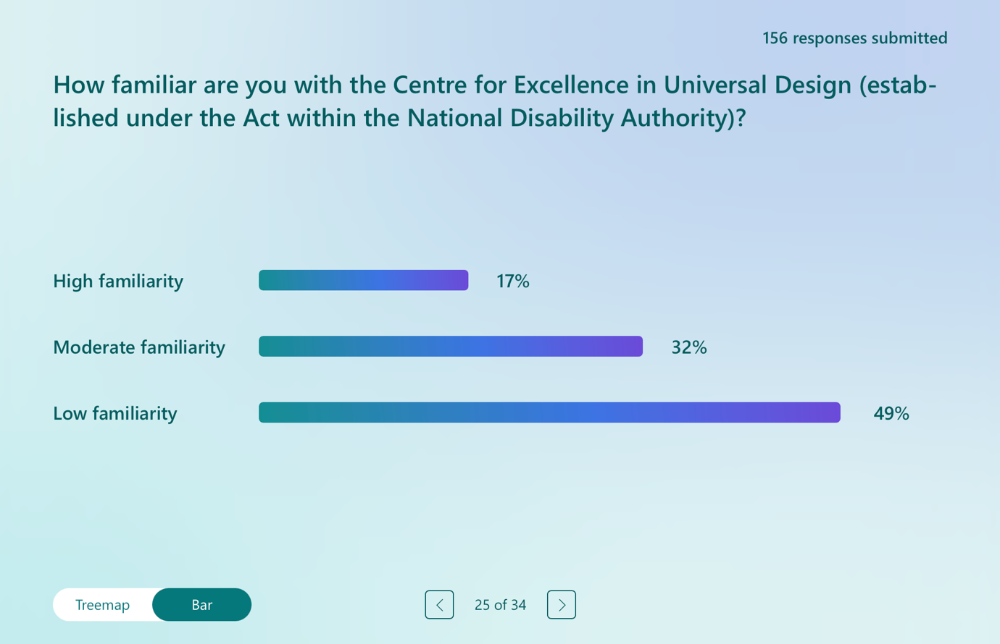 156 responses submitted
How familiar are you with the Centre for Excellence in Universal Design (estab-
lished under the Act within the National Disability Authority)?
High familiarity 17%
Moderate familiarity 32%
Low familiarity 49%
Treemap Bar 25 of 34